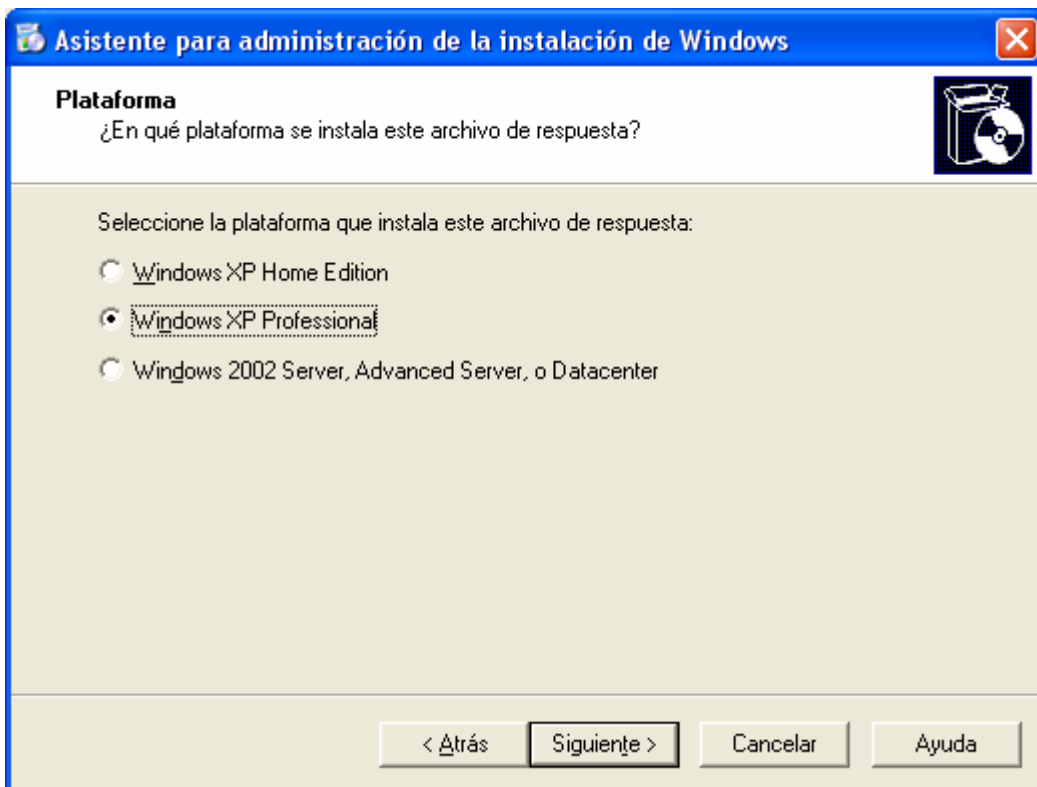 Asistente para administración de la instalación de Windows
Plataforma
¿En qué plataforma se instala este archivo de respuesta?
Seleccione la plataforma que instala este archivo de respuesta:
Windows XP Home Edition
Windows XP Professional
Windows 2002 Server, Advanced Server, o Datacenter
< Atrás
Siguiente >
Cancelar
Ayuda